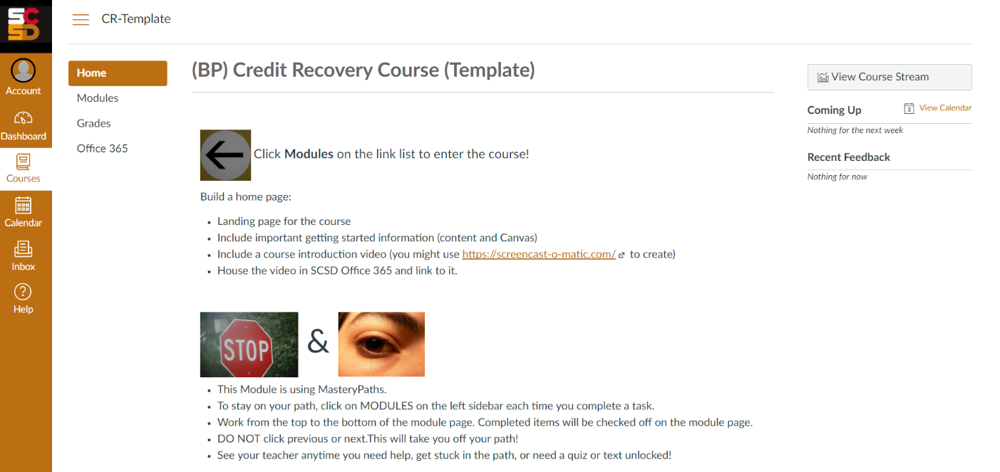 SC
SD
CR-Template
Account
Dashboard
Courses
Calendar
Inbox
Help
Home
Modules
Grades
Office 365
(BP) Credit Recovery Course (Template)
Click Modules on the link list to enter the course!
Build a home page:
• Landing page for the course
• Include important getting started information (content and Canvas)
• Include a course introduction video (you might use https://screencast-o-matic.com/ to create)
• House the video in SCSD Office 365 and link to it.
STOP &
• This Module is using MasteryPaths.
• To stay on your path, click on MODULES on the left sidebar each time you complete a task.
• Work from the top to the bottom of the module page. Completed items will be checked off on the module page.
• DO NOT click previous or next.This will take you off your path!
• See your teacher anytime you need help, get stuck in the path, or need a quiz or text unlocked!
View Course Stream
Coming Up
3 View Calendar
Nothing for the next week
Recent Feedback
Nothing for now